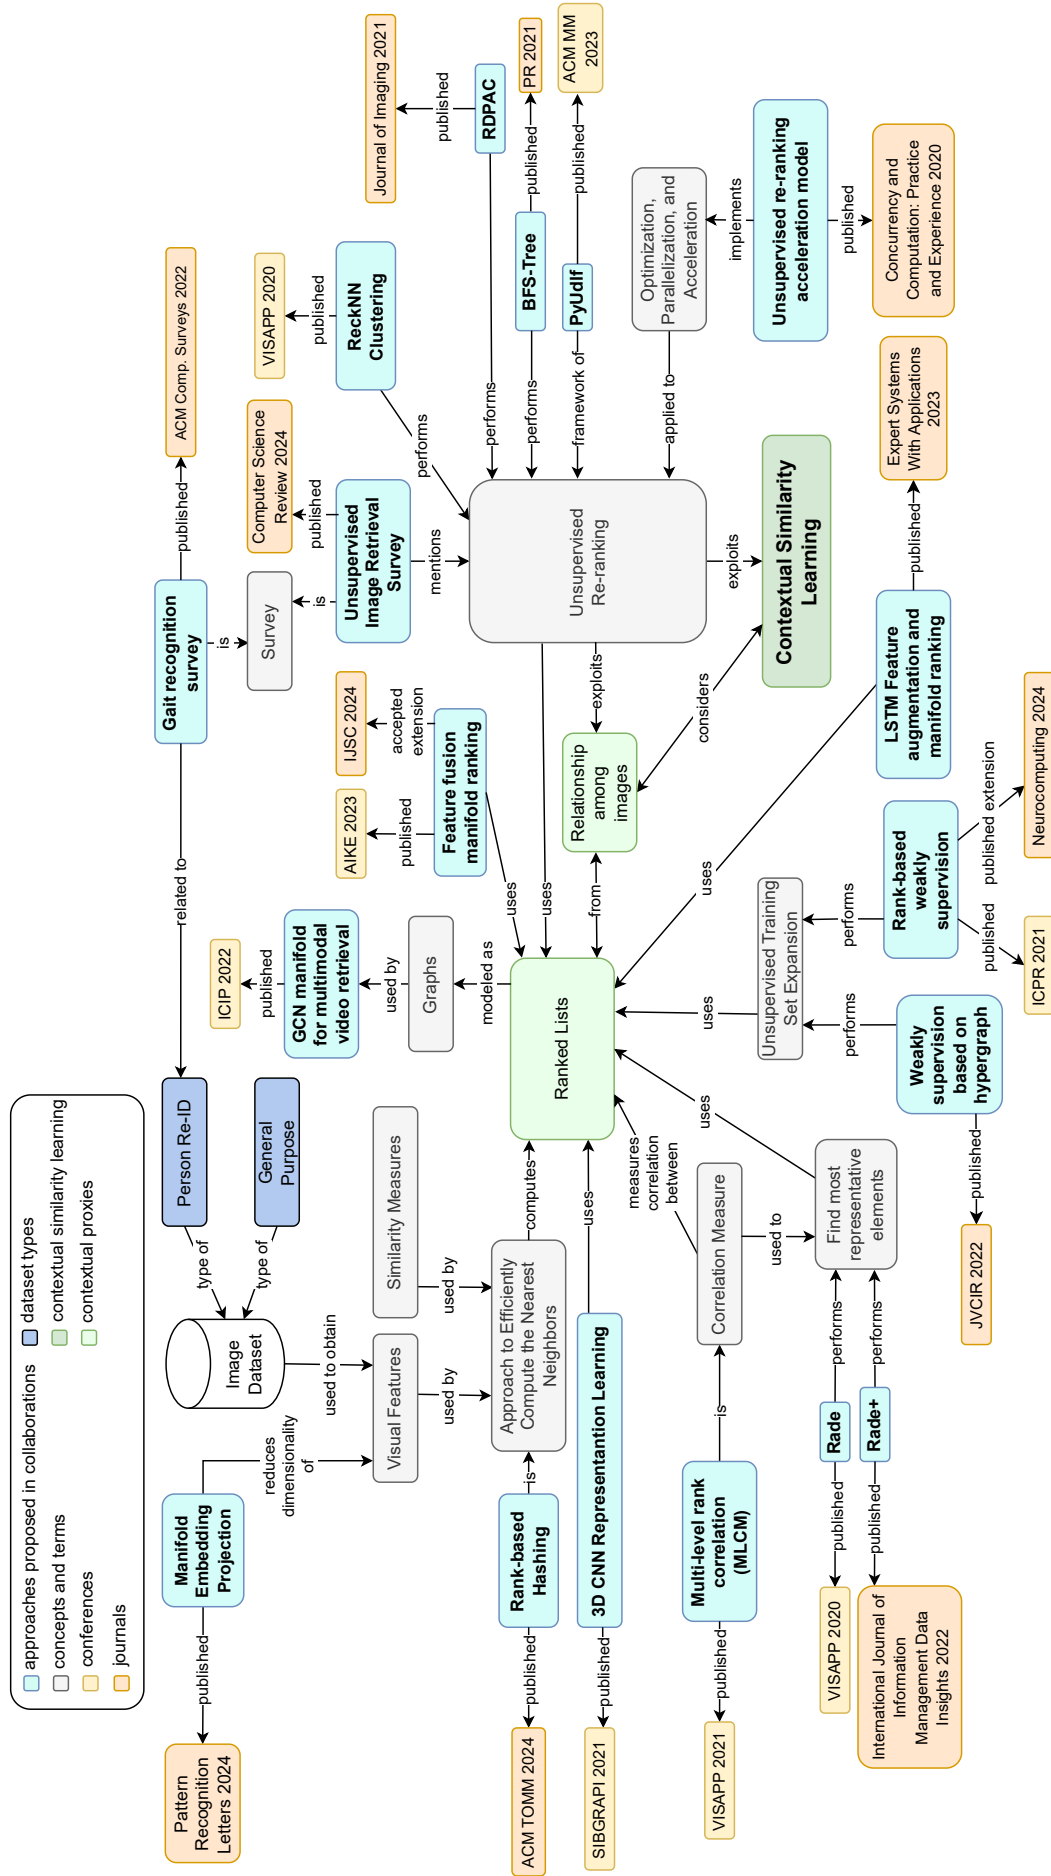 approaches proposed in collaborations
concepts and terms
conferences
journals
dataset types
contextual similarity learning
contextual proxies
Pattern
Recognition
Letters 2024
published
Manifold
Embedding
Projection
reduces
dimensionality
of
Image
Dataset
used to obtain
type of
type of
Person Re-ID
General
Purpose
related to
Gait recognition
survey
published
ACM Comp. Surveys 2022
is
Survey
is
Computer Science
Review 2024
published
Unsupervised
Image Retrieval
Survey
mentions
VISAPP 2020
published
ReckNN
Clustering
performs
Journal of Imaging 2021
published
RDPAC
performs
PR 2021
published
BFS-Tree
performs
ACM MM
2023
published
PyUdlf
framework of
Visual Features
Similarity Measures
used by
used by
Approach to Efficiently
Compute the Nearest
Neighbors
computes
is
Rank-based
Hashing
published
ACM TOMM 2024
SIBGRAPI 2021
published
3D CNN Representantion Learning
uses
Ranked Lists
modeled as
Graphs
used by
GCN manifold
for multimodal
video retrieval
published
ICIP 2022
AIKE 2023
published
IJSC 2024
accepted
extension
Feature fusion
manifold ranking
uses
uses
Unsupervised
Re-ranking
exploits
exploits
Relationship
among
images
from
considers
Contextual Similarity
Learning
applied to
Optimization,
Parallelization, and
Acceleration
implements
Unsupervised re-ranking
acceleration model
published
Concurrency and
Computation: Practice
and Experience 2020
Expert Systems
With Applications
2023
published
LSTM Feature
augmentation and
manifold ranking
uses
measures
correlation
between
Correlation Measure
is
Multi-level rank
correlation
(MLCM)
published
VISAPP 2021
used to
Find most
representative
elements
uses
performs
Rade
published
VISAPP 2020
performs
Rade+
published
International Journal of
Information
Management Data
Insights 2022
uses
Unsupervised Training
Set Expansion
performs
performs
Weakly
supervision
based on
hypergraph
published
JVCIR 2022
Rank-based
weakly
supervision
published
ICPR 2021
published extension
Neurocomputing 2024